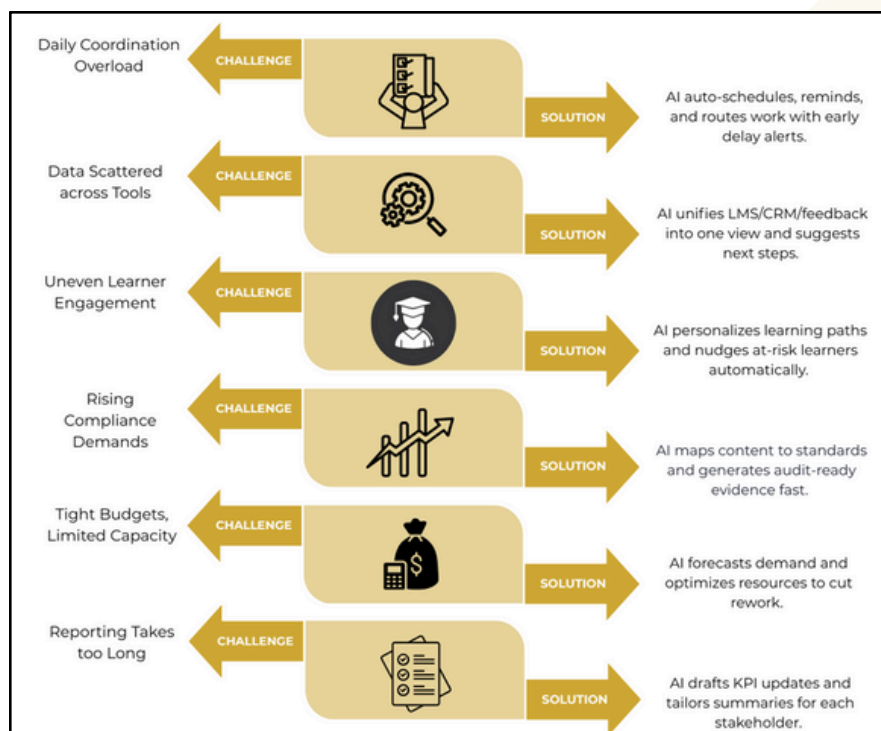 Daily Coordination
Overload
CHALLENGE
SOLUTION
AI auto-schedules, reminds,
and routes work with early
delay alerts.
Data Scattered
across Tools
CHALLENGE
SOLUTION
AI unifies LMS/CRM/feedback
into one view and suggests
next steps.
Uneven Learner
Engagement
CHALLENGE
SOLUTION
AI personalizes learning paths
and nudges at-risk learners
automatically.
Rising
Compliance
Demands
CHALLENGE
SOLUTION
AI maps content to standards
and generates audit-ready
evidence fast.
Tight Budgets,
Limited Capacity
CHALLENGE
$
SOLUTION
AI forecasts demand and
optimizes resources to cut
rework.
Reporting Takes
too Long
CHALLENGE
SOLUTION
AI drafts KPI updates and
tailors summaries for each
stakeholder.